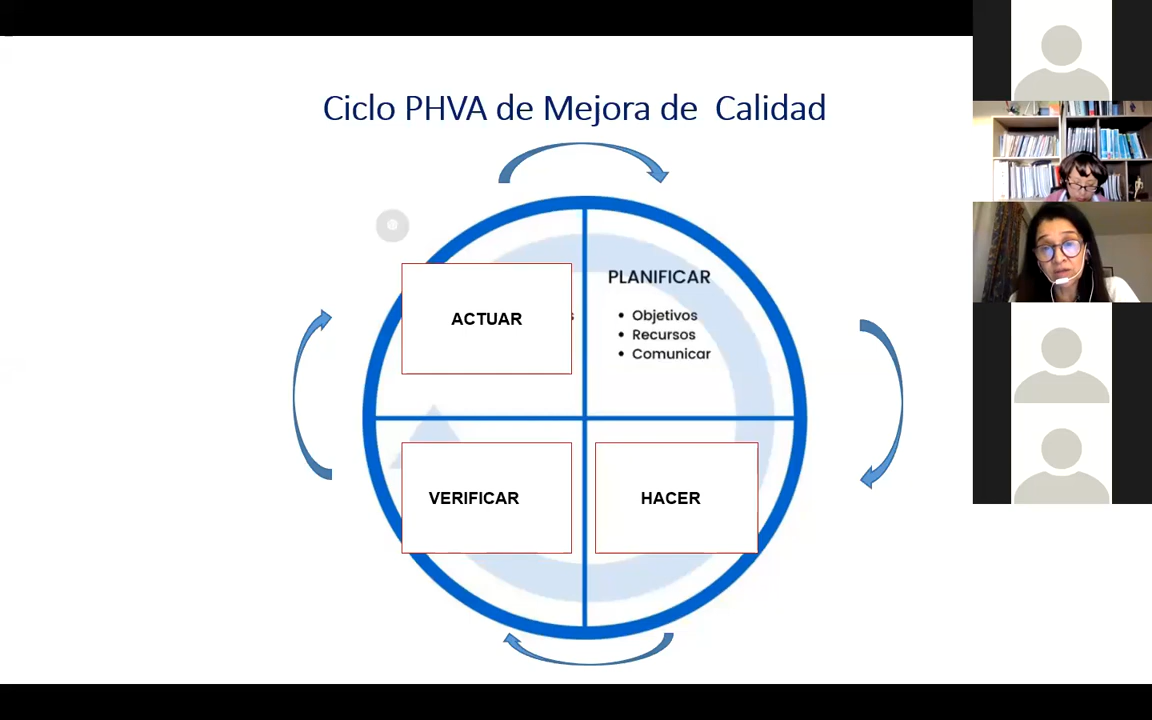 Ciclo PHVA de Mejora de Calidad
ACTUAR
PLANIFICAR
• Objetivos
• Recursos
• Comunicar
VERIFICAR
HACER